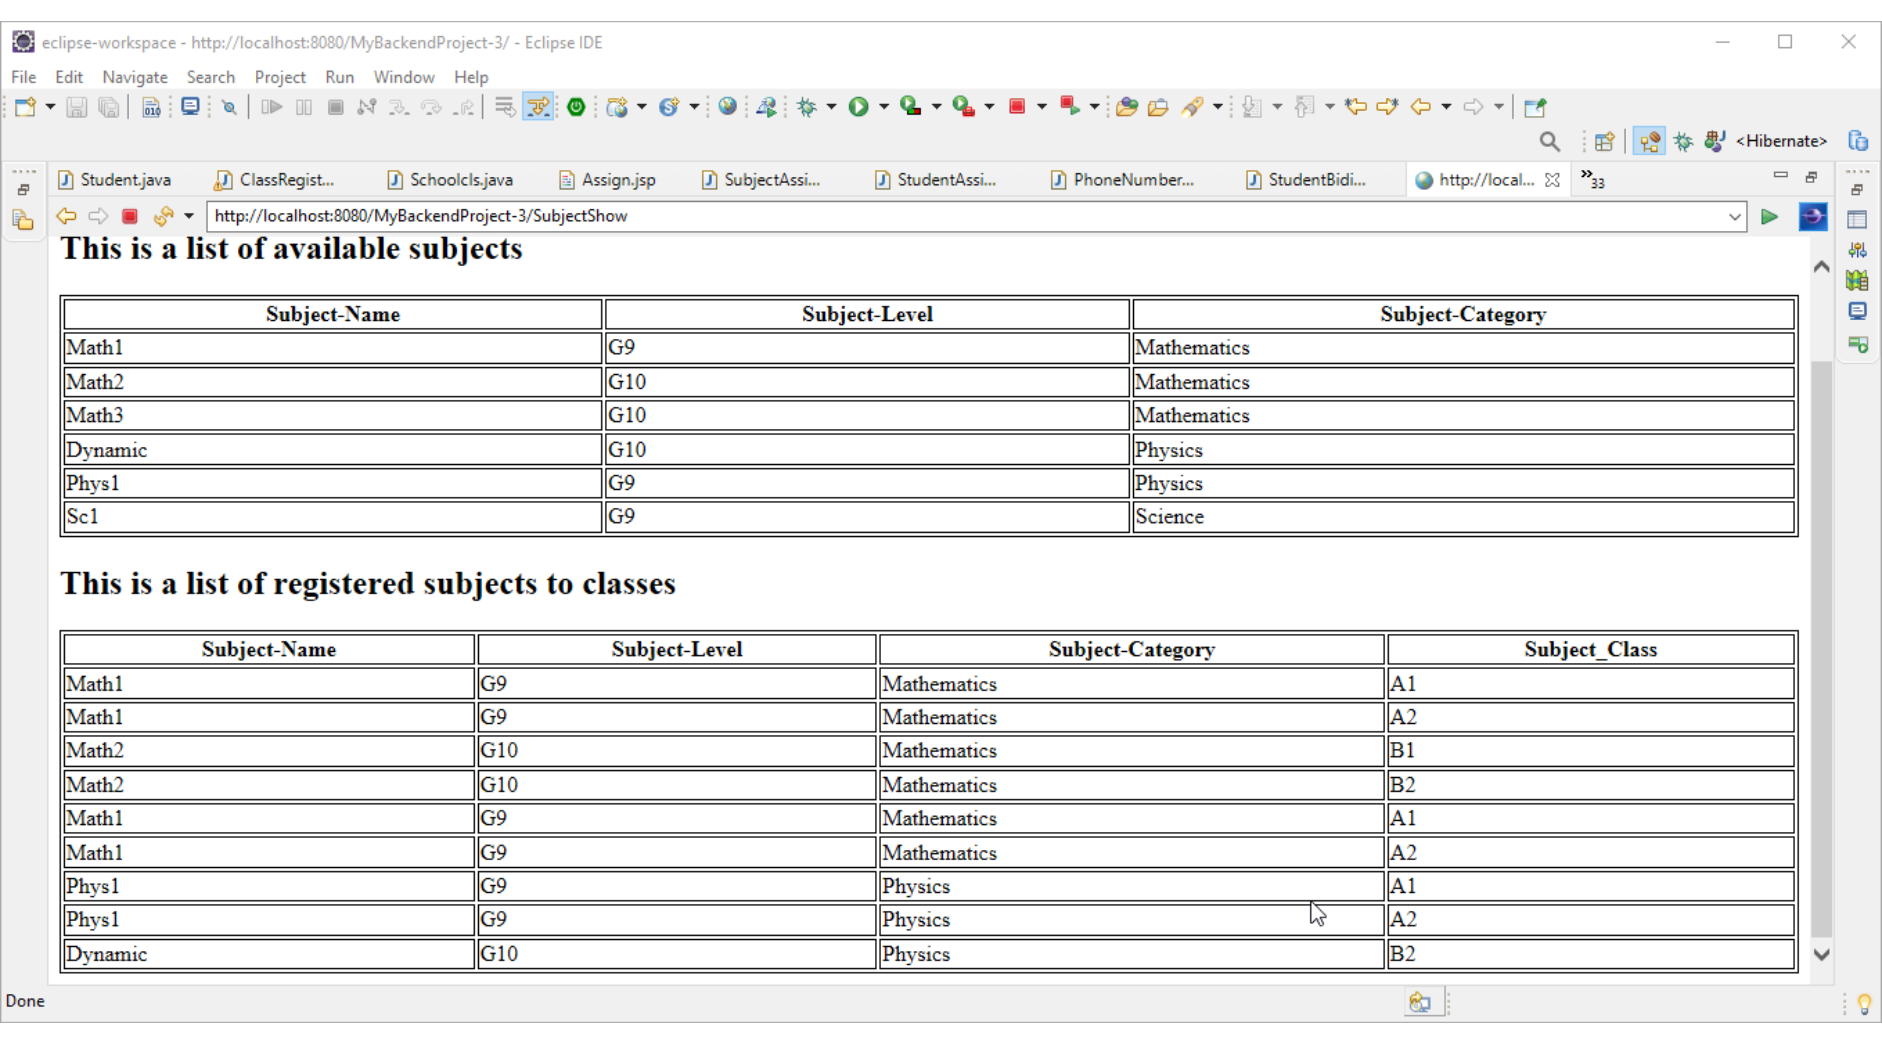 eclipse-workspace - http://localhost:8080/MyBackendProject-3/ - Eclipse IDE
File Edit Navigate Search Project Run Window Help
<Hibernate>
Student.java ClassRegist... Schoolcls.java Assign.jsp SubjectAssi... StudentAssi... PhoneNumber... StudentBidi... http://local... »33
http://localhost:8080/MyBackendProject-3/SubjectShow
This is a list of available subjects
Subject-Name Subject-Level Subject-Category
Math1 G9 Mathematics
Math2 G10 Mathematics
Math3 G10 Mathematics
Dynamic G10 Physics
Phys1 G9 Physics
Sc1 G9 Science
This is a list of registered subjects to classes
Subject-Name Subject-Level Subject-Category Subject_Class
Math1 G9 Mathematics A1
Math1 G9 Mathematics A2
Math2 G10 Mathematics B1
Math2 G10 Mathematics B2
Math1 G9 Mathematics A1
Math1 G9 Mathematics A2
Phys1 G9 Physics A1
Phys1 G9 Physics A2
Dynamic G10 Physics B2
Done